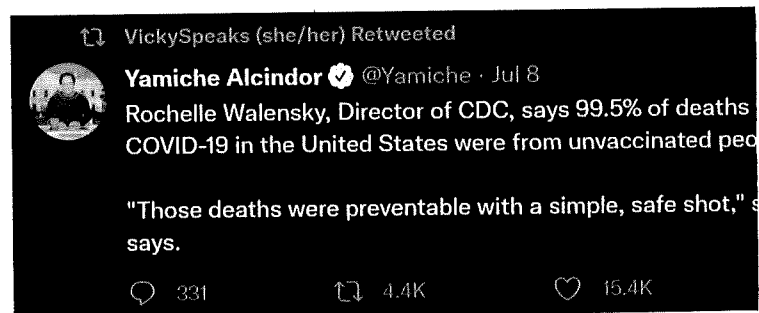 VickySpeaks (she/her) Retweeted
Yamiche Alcindor @Yamiche · Jul 8
Rochelle Walensky, Director of CDC, says 99.5% of deaths
COVID-19 in the United States were from unvaccinated peo
"Those deaths were preventable with a simple, safe shot," s
says.
331 4.4K 15.4K